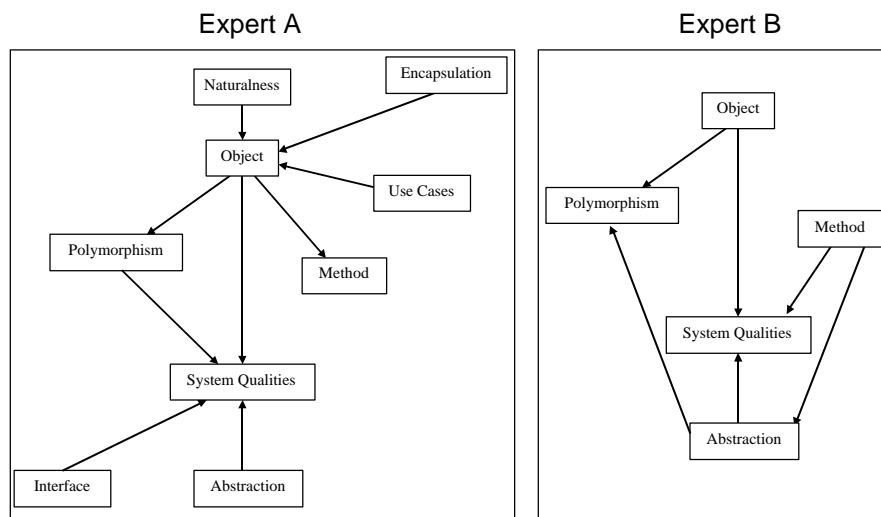 Expert A
Naturalness
Encapsulation
Object
Use Cases
Polymorphism
Method
System Qualities
Interface
Abstraction
Expert B
Object
Polymorphism
Method
System Qualities
Abstraction